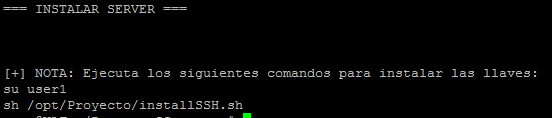 === INSTALAR SERVER ===
[+] NOTA: Ejecuta los siguientes comandos para instalar las llaves:
su user1
sh /opt/Proyecto/installSSH.sh